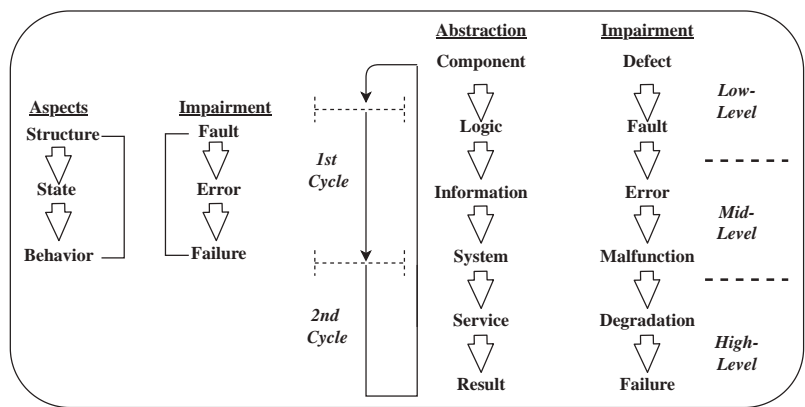 Abstraction Impairment
Component Defect
Aspects Impairment
Low-
Level
Structure Fault
Logic Fault
1st
Cycle
State Error
Information Error
Mid-
Level
Behavior Failure
System Malfunction
2nd
Cycle
Service Degradation
High-
Level
Result Failure